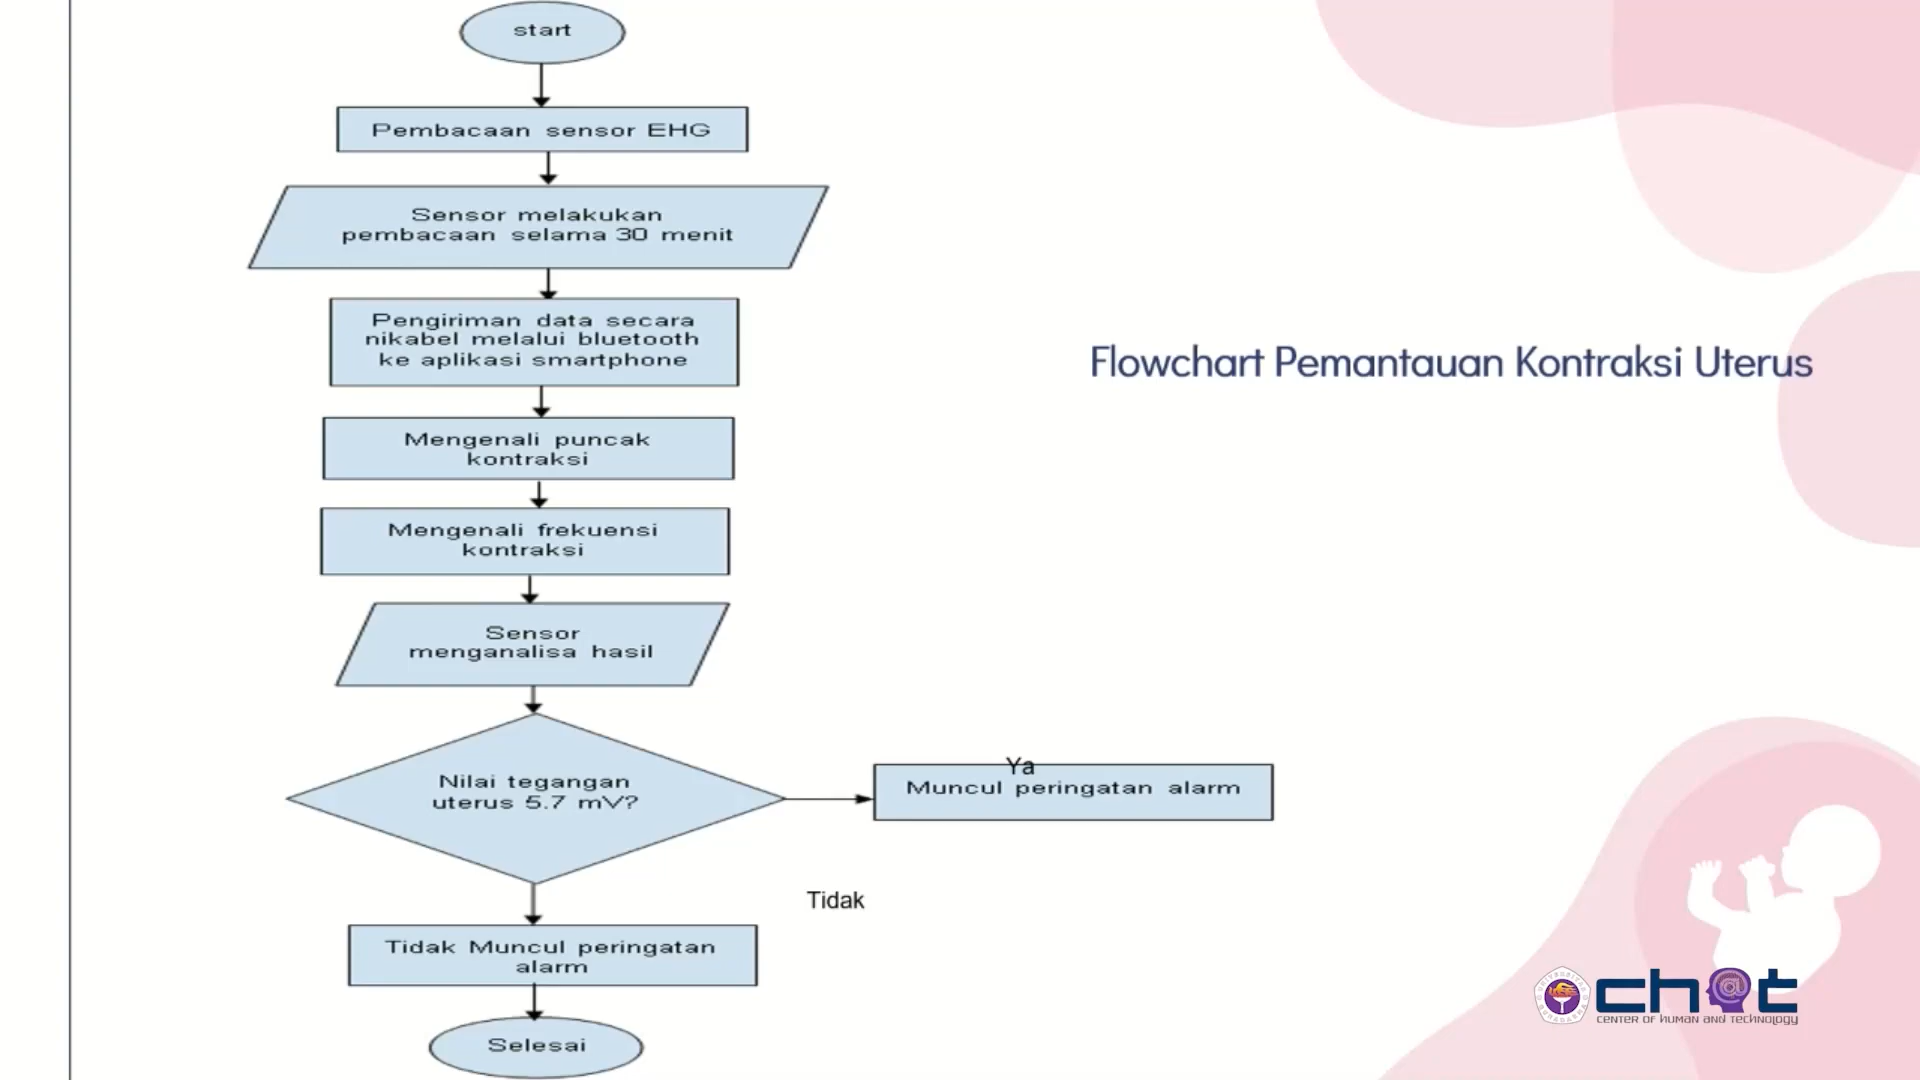 start
Pembacaan sensor EHG
Sensor melakukan
pembacaan selama 30 menit
Pengiriman data secara
nikabel melalui bluetooth
ke aplikasi smartphone
Mengenali puncak
kontraksi
Mengenali frekuensi
kontraksi
Sensor
menganalisa hasil
Nilai tegangan
uterus 5.7 mV?
Ya
Muncul peringatan alarm
Tidak
Tidak Muncul peringatan
alarm
Selesai
Flowchart Pemantauan Kontraksi Uterus
ch@t
CENTER OF HUMAN AND TECHNOLOGY